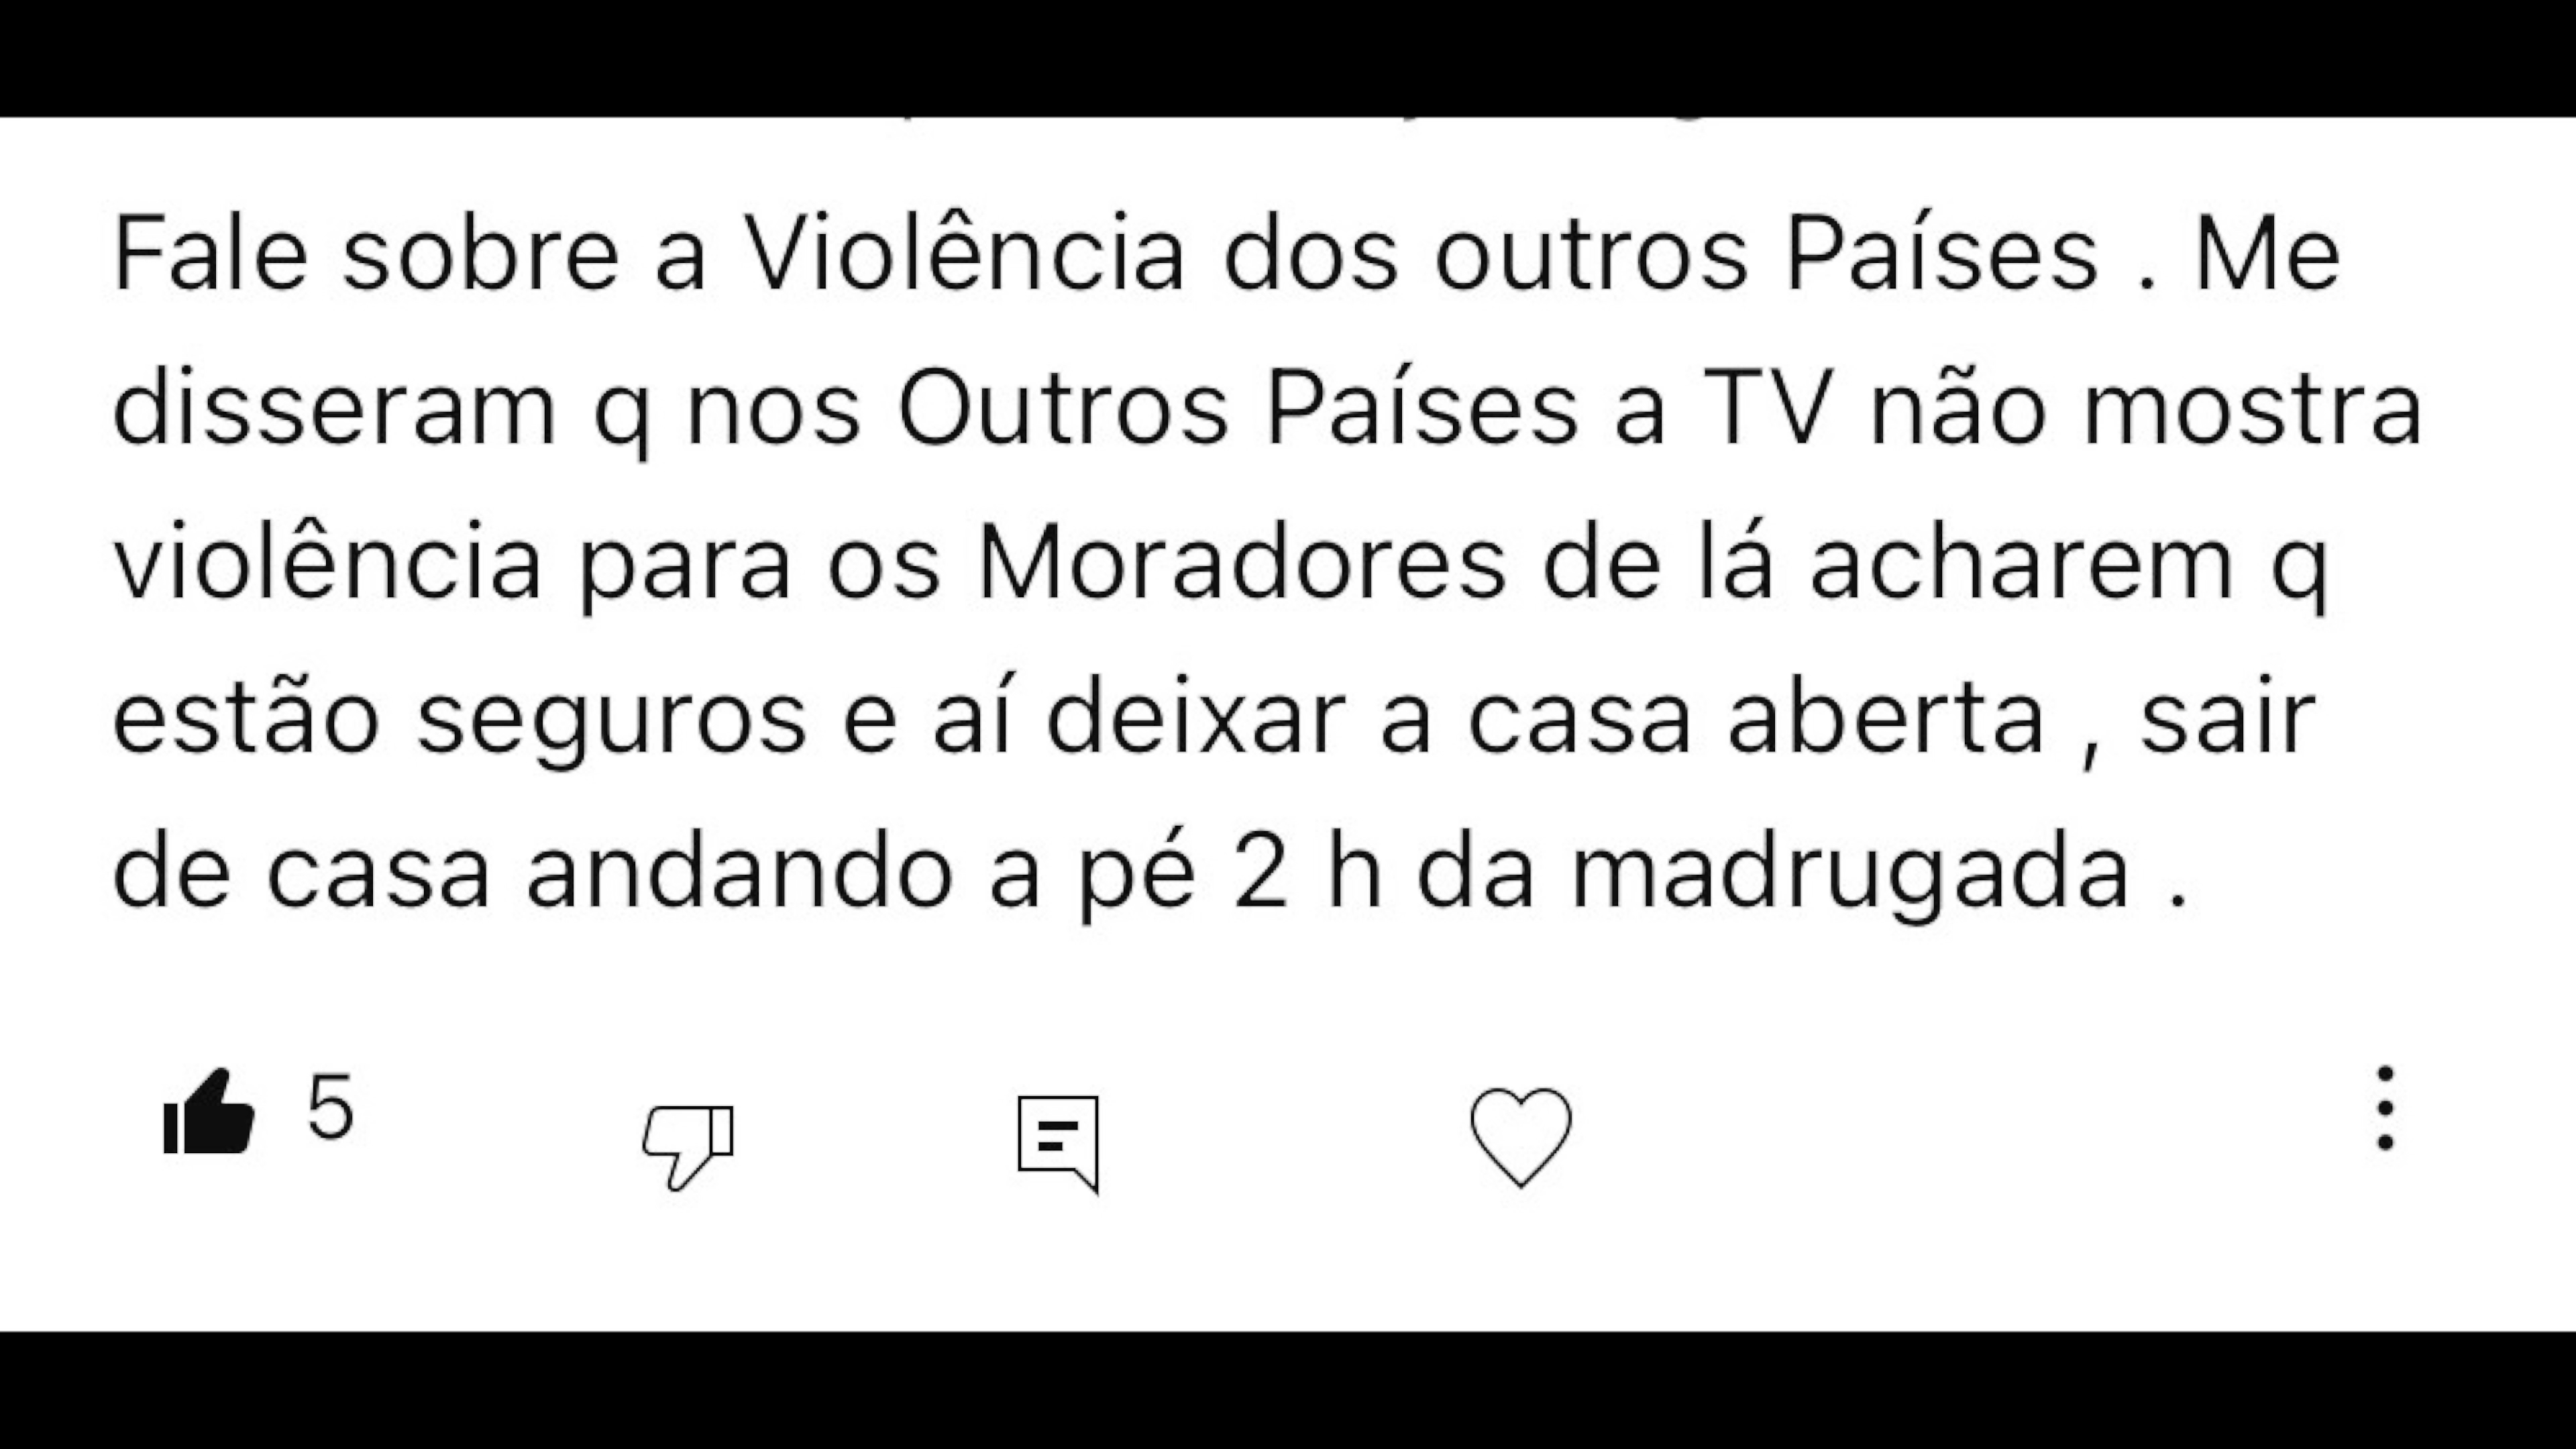 Fale sobre a Violência dos outros Países . Me
disseram q nos Outros Países a TV não mostra
violência para os Moradores de lá acharem q
estão seguros e aí deixar a casa aberta , sair
de casa andando a pé 2 h da madrugada .
5